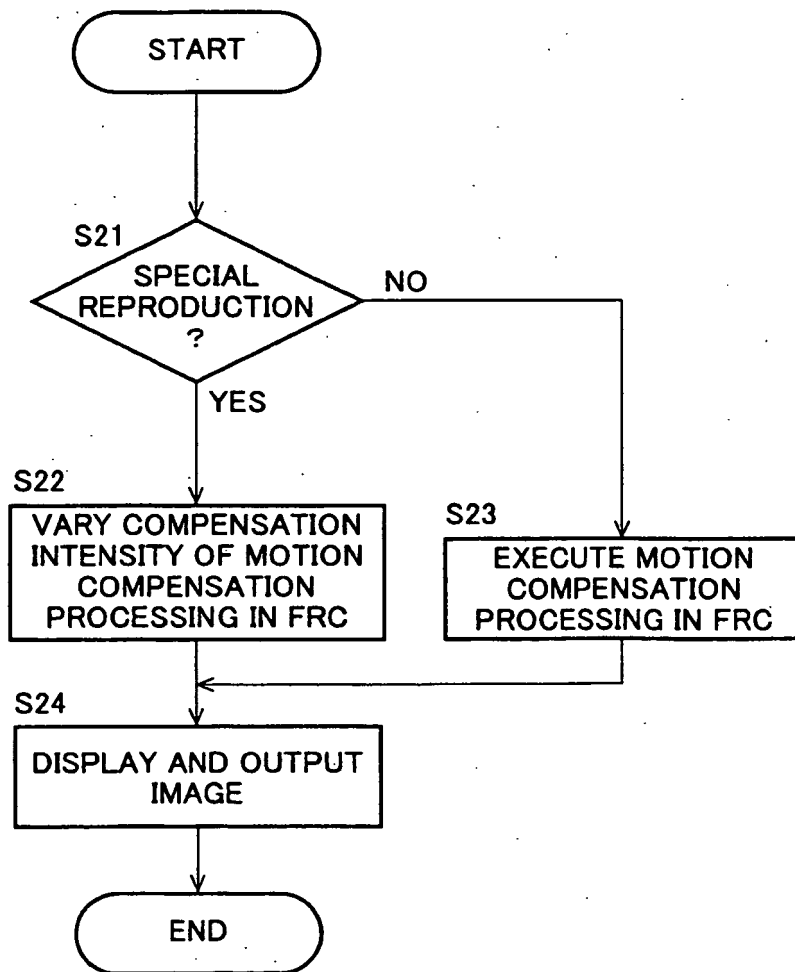 START
S21
SPECIAL
REPRODUCTION
?
NO
YES
S22
VARY COMPENSATION
INTENSITY OF MOTION
COMPENSATION
PROCESSING IN FRC
S23
EXECUTE MOTION
COMPENSATION
PROCESSING IN FRC
S24
DISPLAY AND OUTPUT
IMAGE
END